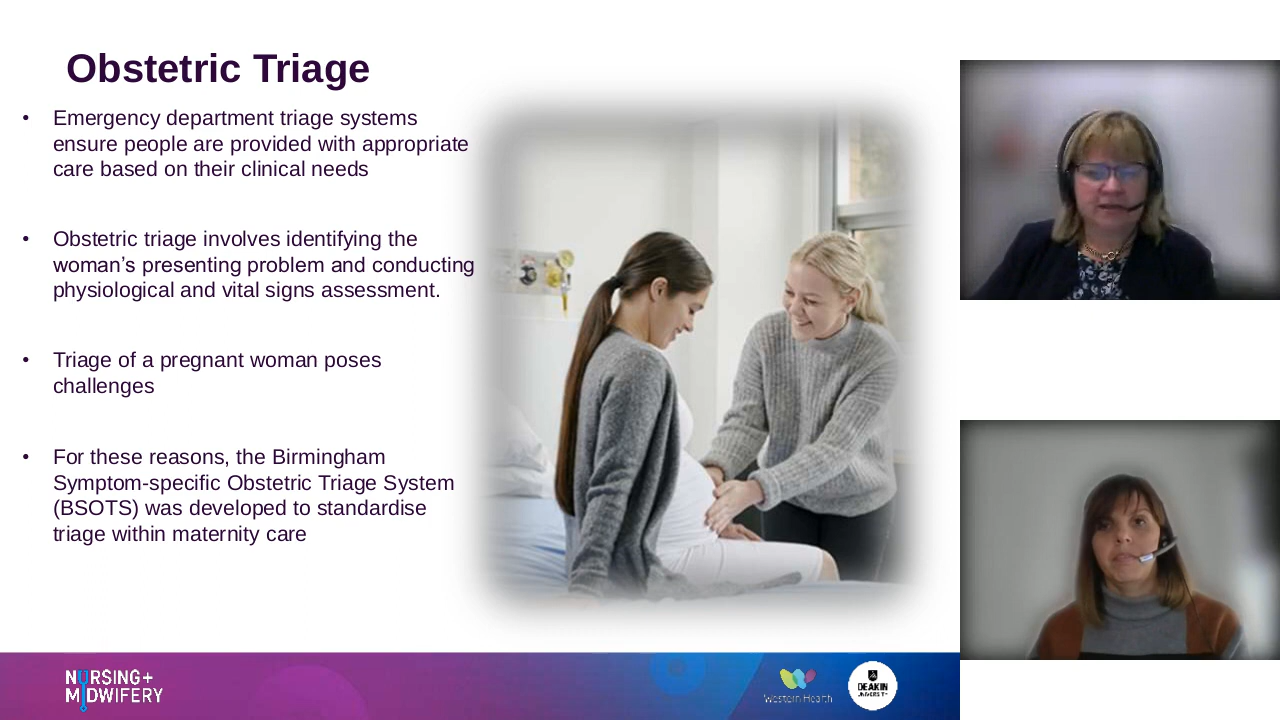 Obstetric Triage
• Emergency department triage systems
ensure people are provided with appropriate
care based on their clinical needs
• Obstetric triage involves identifying the
woman’s presenting problem and conducting
physiological and vital signs assessment.
• Triage of a pregnant woman poses
challenges
• For these reasons, the Birmingham
Symptom-specific Obstetric Triage System
(BSOTS) was developed to standardise
triage within maternity care
NURSING+
MIDWIFERY
Western Health
DEAKIN
UNIVERSITY